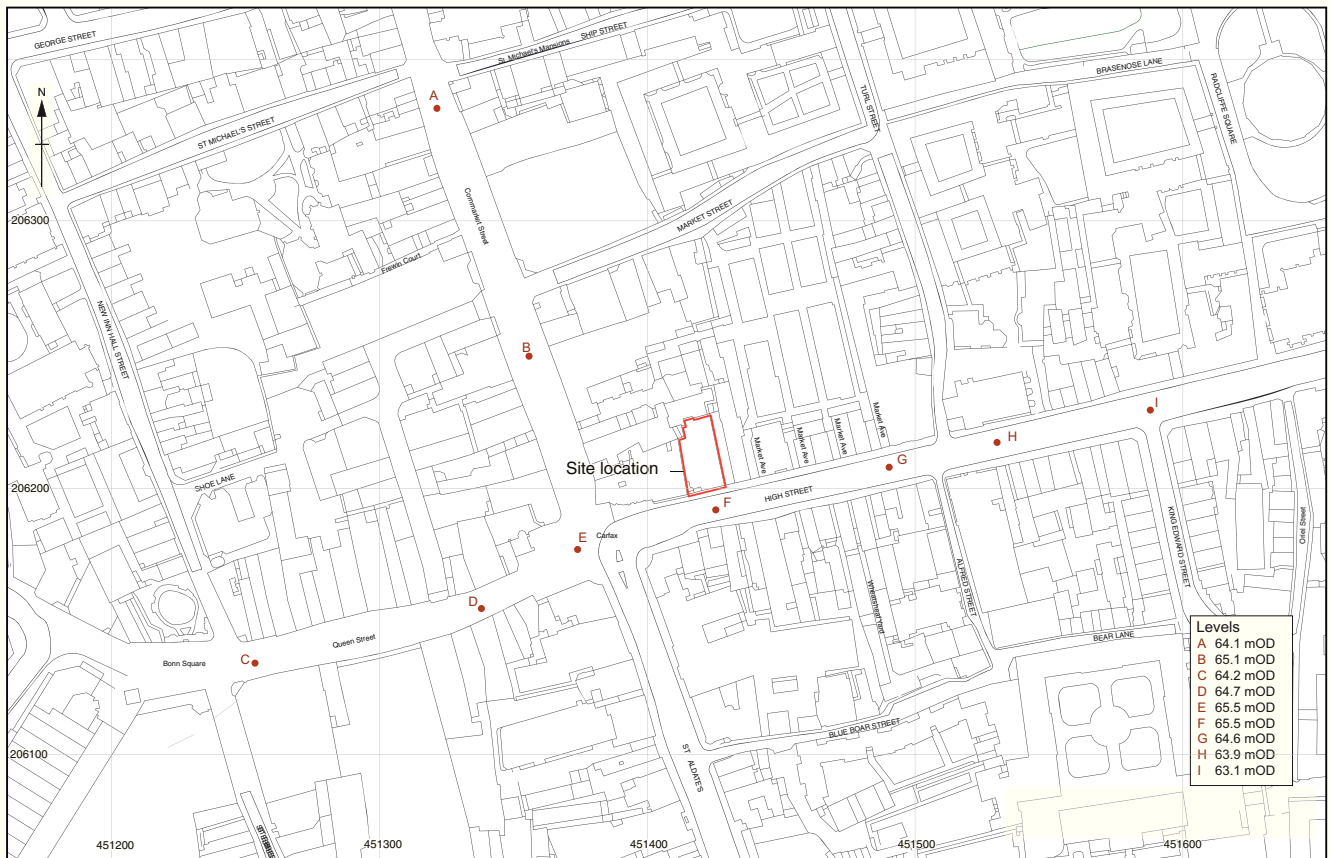 GEORGE STREET
St. Michael's Mansions
SHIP STREET
N
A
ST MICHAEL'S STREET
TURL STREET
BRASENOSE LANE
RADCLIFFE SQUARE
Cornmarket Street
MARKET STREET
206300
Frewin Court
NEW INN HALL STREET
B
I
Market Ave
Market Ave
Market Ave
Market Ave
H
G
Site location
SHOE LANE
206200
HIGH STREET
F
E
Carfax
KING EDWARD STREET
Oriel Street
D
ALFRED STREET
Wheatsheaf Yard
Queen Street
Bonn Square
C
BEAR LANE
BLUE BOAR STREET
ST ALDATE'S
206100
Levels
A 64.1 mOD
B 65.1 mOD
C 64.2 mOD
D 64.7 mOD
E 65.5 mOD
F 65.5 mOD
G 64.6 mOD
H 63.9 mOD
I 63.1 mOD
451200
451300
451400
451500
451600